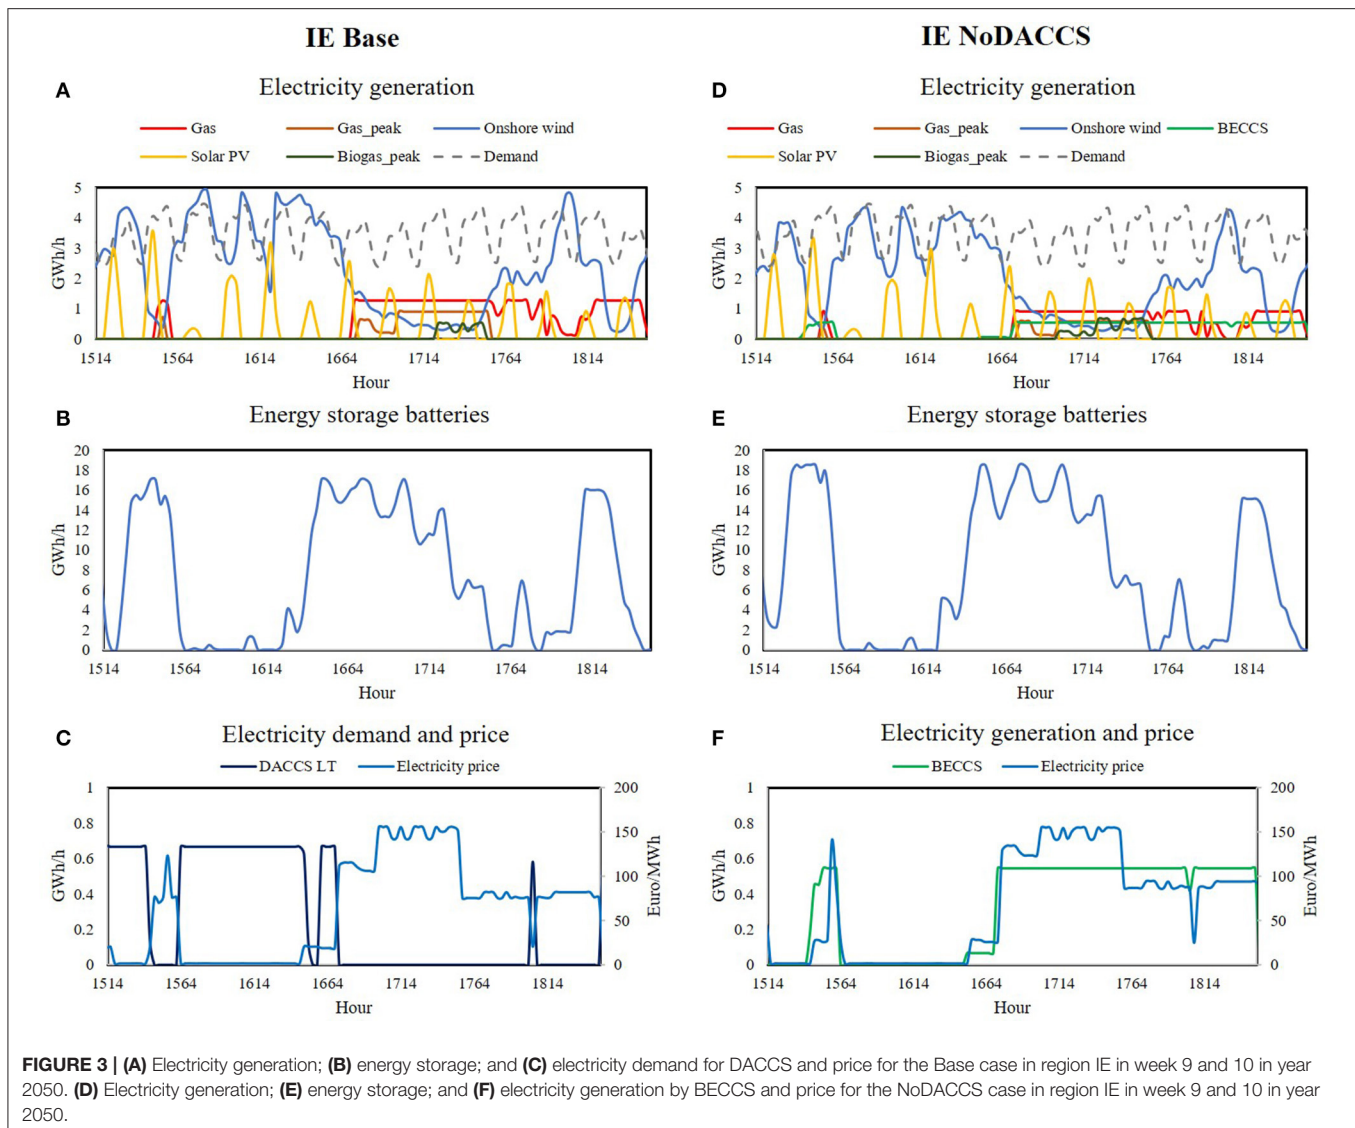 IE Base
IE NoDACCS
A
Electricity generation
Gas
Gas_peak
Onshore wind
Solar PV
Biogas_peak
Demand
5
4
3
2
1
0
GWh/h
1514 1564 1614 1664 1714 1764 1814
Hour
D
Electricity generation
Gas
Gas_peak
Onshore wind
BECCS
Solar PV
Biogas_peak
Demand
5
4
3
2
1
0
GWh/h
1514 1564 1614 1664 1714 1764 1814
Hour
B
Energy storage batteries
20
18
16
14
12
10
8
6
4
2
0
GWh/h
1514 1564 1614 1664 1714 1764 1814
Hour
E
Energy storage batteries
20
18
16
14
12
10
8
6
4
2
0
GWh/h
1514 1564 1614 1664 1714 1764 1814
Hour
C
Electricity demand and price
DACCS LT
Electricity price
1
0.8
0.6
0.4
0.2
0
GWh/h
200
150
100
50
0
Euro/MWh
1514 1564 1614 1664 1714 1764 1814
Hour
F
Electricity generation and price
BECCS
Electricity price
1
0.8
0.6
0.4
0.2
0
GWh/h
200
150
100
50
0
Euro/MWh
1514 1564 1614 1664 1714 1764 1814
Hour
FIGURE 3 | (A) Electricity generation; (B) energy storage; and (C) electricity demand for DACCS and price for the Base case in region IE in week 9 and 10 in year
2050. (D) Electricity generation; (E) energy storage; and (F) electricity generation by BECCS and price for the NoDACCS case in region IE in week 9 and 10 in year
2050.